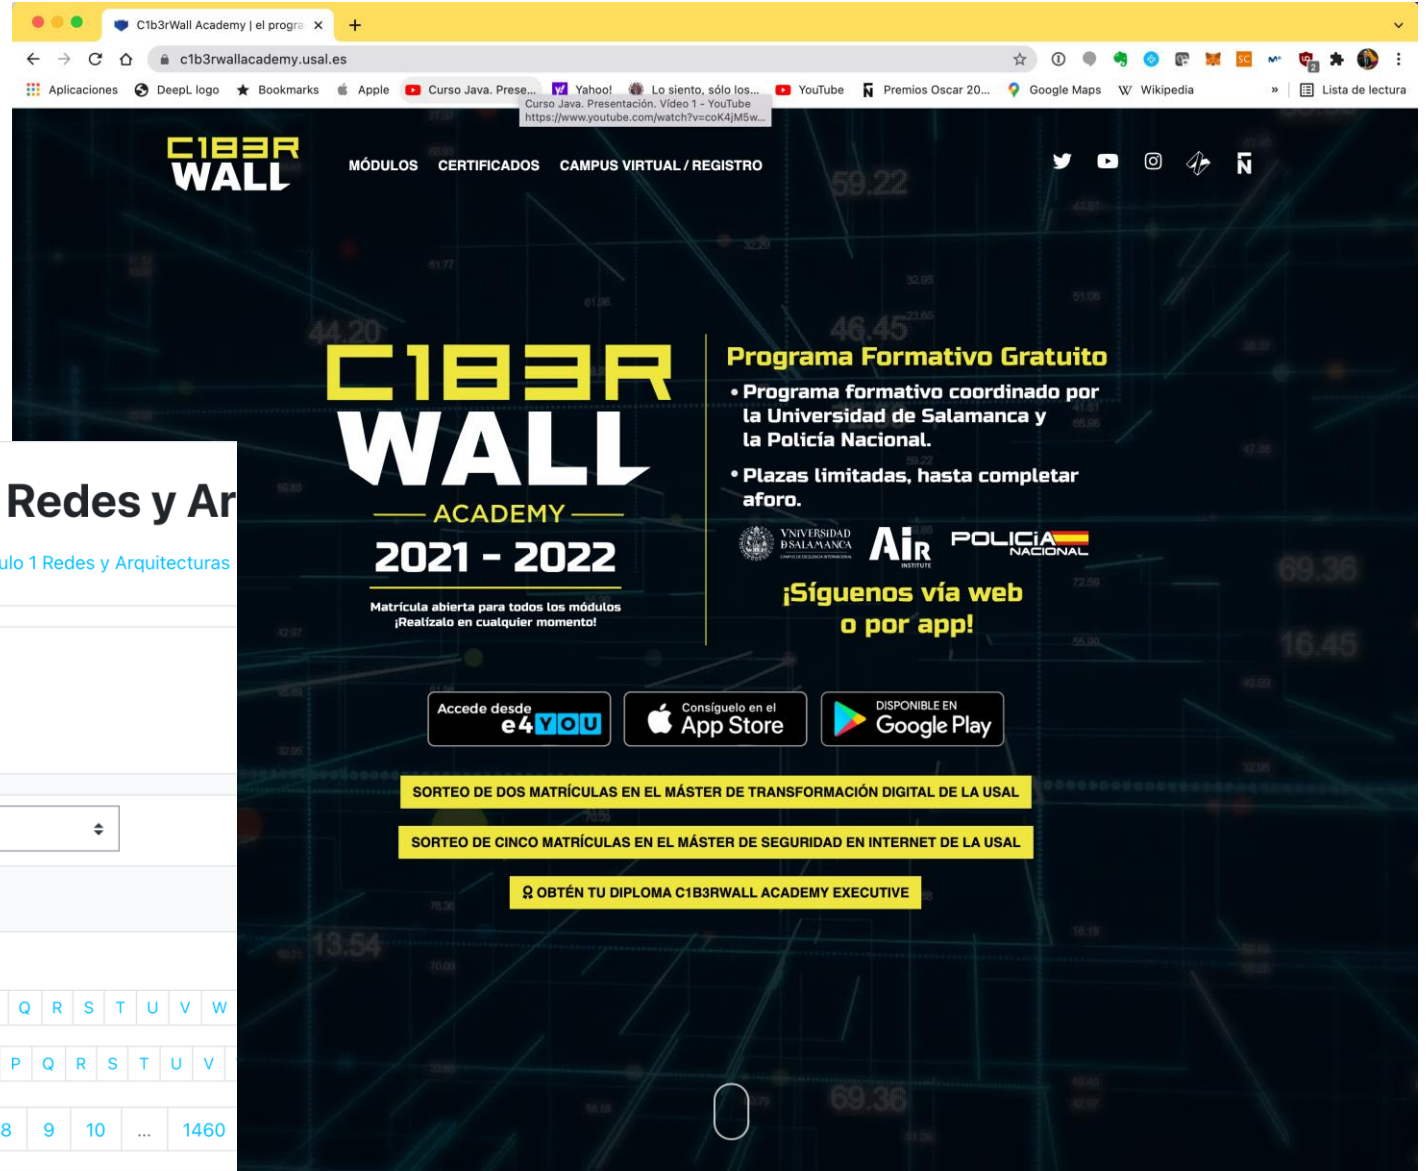 C1b3rWall Academy | el progra
c1b3rwallacademy.usal.es
Aplicaciones
DeepL logo
Bookmarks
Apple
Curso Java. Prese...
Yahoo!
Lo siento, sólo los...
YouTube
Premios Oscar 20...
Google Maps
Wikipedia
»
Lista de lectura
Curso Java. Presentación. Vídeo 1 - YouTube
https://www.youtube.com/watch?v=coK4jM5w...
C1B3R
WALL
MÓDULOS
CERTIFICADOS
CAMPUS VIRTUAL / REGISTRO
C1B3R
WALL
ACADEMY
2021 - 2022
Matrícula abierta para todos los módulos
¡Realízalo en cualquier momento!
Programa Formativo Gratuito
• Programa formativo coordinado por
la Universidad de Salamanca y
la Policía Nacional.
• Plazas limitadas, hasta completar
aforo.
VNiVERSiDAD
D SALAMANCA
AIR
INSTITUTE
POLICÍA
NACIONAL
¡Síguenos vía web
o por app!
Accede desde
e4YOU
Consíguelo en el
App Store
DISPONIBLE EN
Google Play
SORTEO DE DOS MATRÍCULAS EN EL MÁSTER DE TRANSFORMACIÓN DIGITAL DE LA USAL
SORTEO DE CINCO MATRÍCULAS EN EL MÁSTER DE SEGURIDAD EN INTERNET DE LA USAL
OBTÉN TU DIPLOMA C1B3RWALL ACADEMY EXECUTIVE
Redes y Ar
ulo 1 Redes y Arquitecturas
Q R S T U V W
P Q R S T U V
8 9 10 ... 1460
59.22
44.20
46.45
69.36
16.45
13.54
69.36